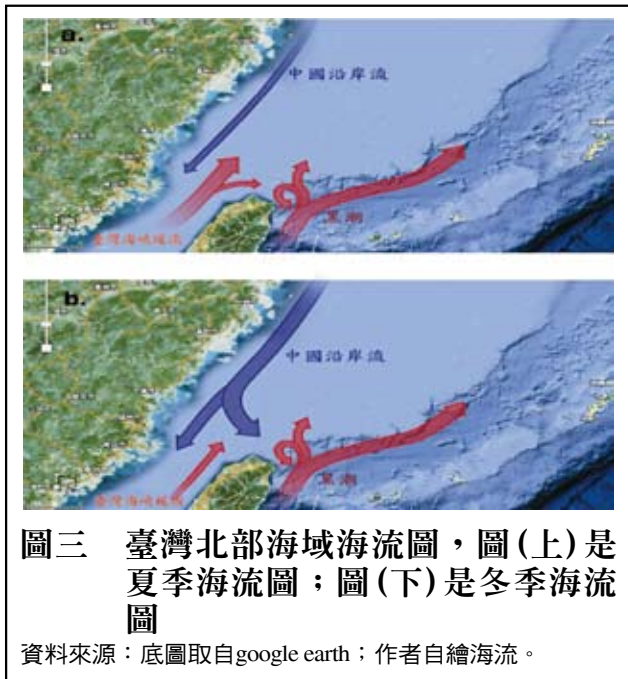 a.
中國沿岸流
臺灣海峽暖流
黑潮
b.
中國沿岸流
臺灣海峽暖流
黑潮
圖三 臺灣北部海域海流圖，圖(上)是
夏季海流圖；圖(下)是冬季海流
圖
資料來源：底圖取自google earth；作者自繪海流。